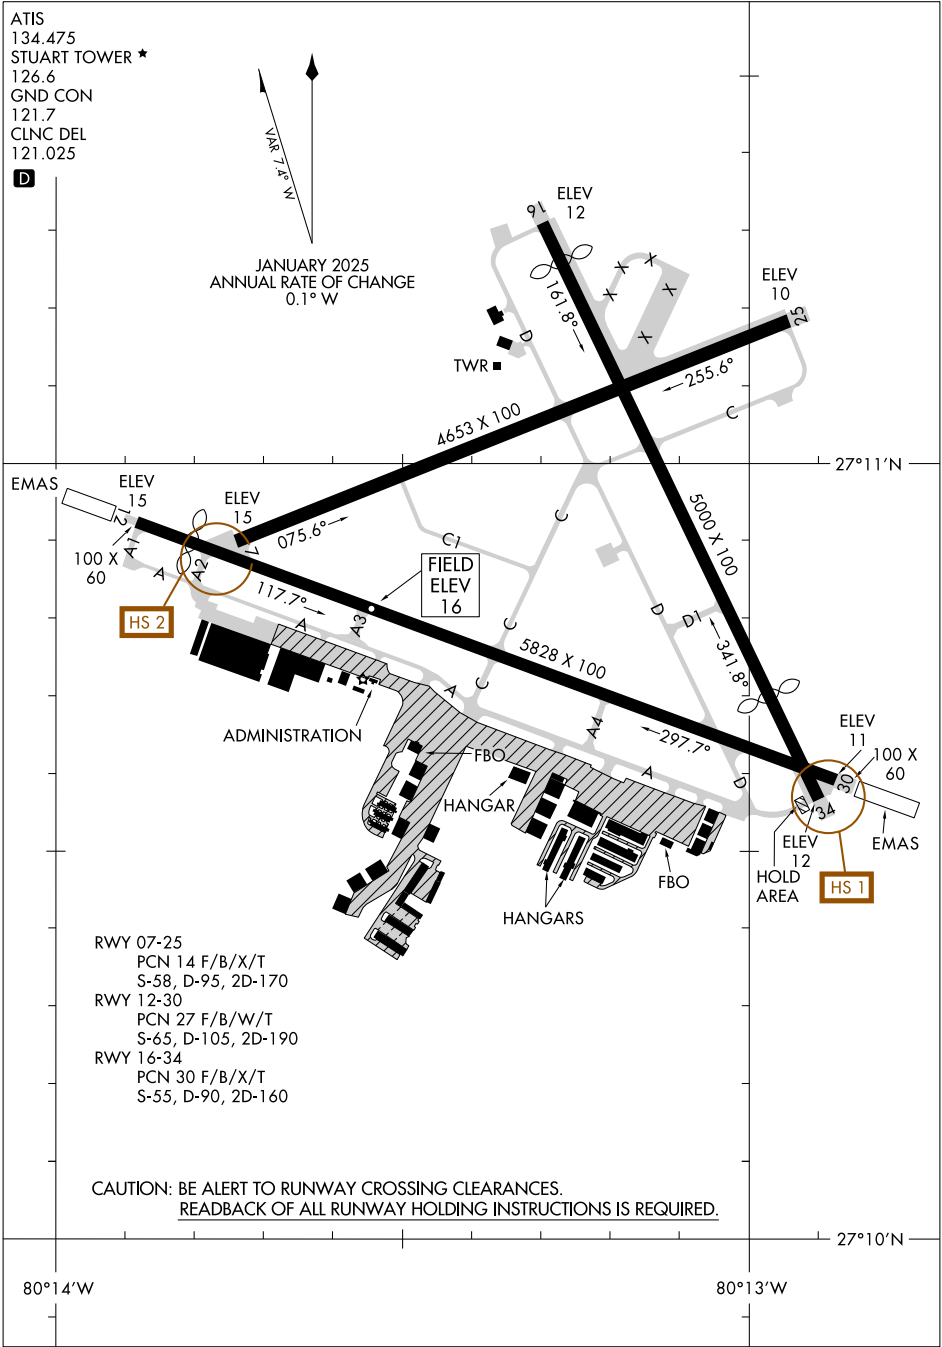 ATIS
134.475
STUART TOWER ★
126.6
GND CON
121.7
CLNC DEL
121.025
D
VAR 7.4° W
JANUARY 2025
ANNUAL RATE OF CHANGE
0.1° W
16
ELEV
12
X
X
X
X
X
161.8°
ELEV
10
25
D
TWR
255.6°
C
4653 X 100
27°11'N
EMAS
ELEV
15
12
ELEV
15
7
075.6°
5000 X 100
C
C1
A1
100 X
60
A
A2
FIELD
ELEV
16
117.7°
HS 2
A
A3
C
D
D1
341.8°
5828 X 100
A
C
A4
297.7°
ADMINISTRATION
FBO
A
D
ELEV
11
100 X
60
30
34
HANGAR
ELEV
12
EMAS
HOLD
AREA
HS 1
FBO
HANGARS
RWY 07-25
PCN 14 F/B/X/T
S-58, D-95, 2D-170
RWY 12-30
PCN 27 F/B/W/T
S-65, D-105, 2D-190
RWY 16-34
PCN 30 F/B/X/T
S-55, D-90, 2D-160
CAUTION: BE ALERT TO RUNWAY CROSSING CLEARANCES.
READBACK OF ALL RUNWAY HOLDING INSTRUCTIONS IS REQUIRED.
27°10'N
80°14'W
80°13'W